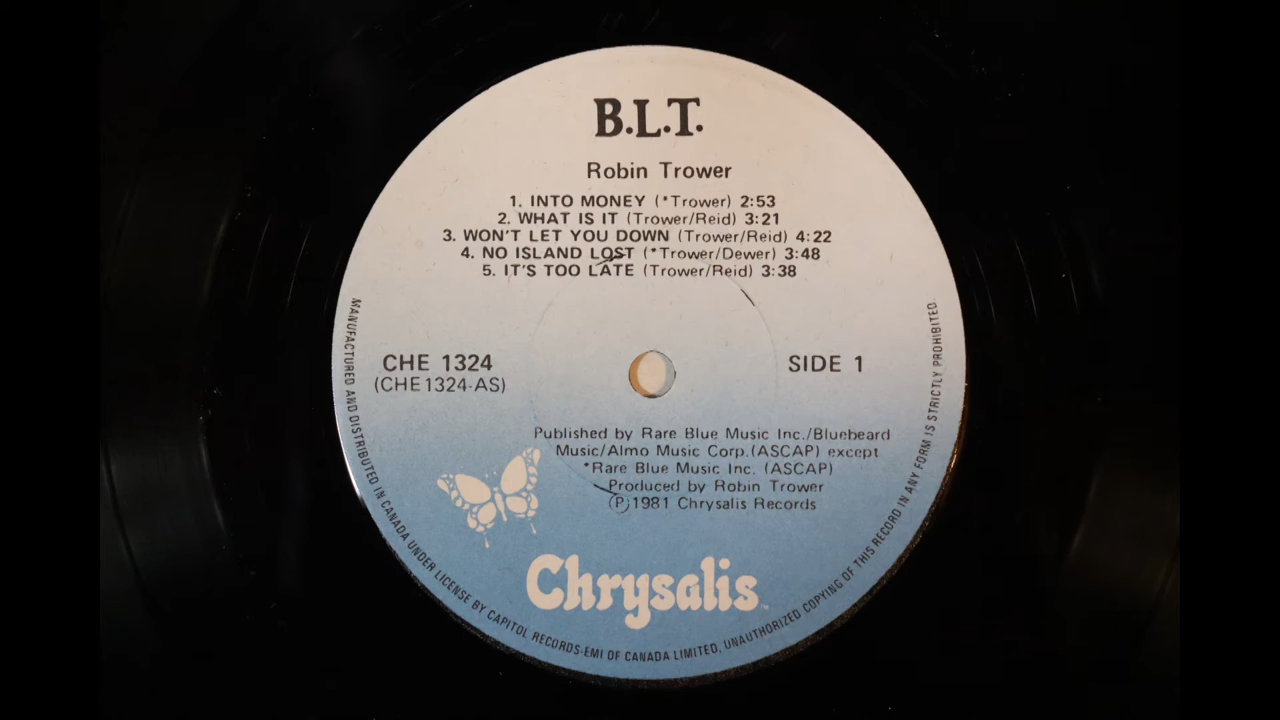 B.L.T.
Robin Trower
1. INTO MONEY (*Trower) 2:53
2. WHAT IS IT (Trower/Reid) 3:21
3. WON'T LET YOU DOWN (Trower/Reid) 4:22
4. NO ISLAND LOST (*Trower/Dewer) 3:48
5. IT'S TOO LATE (Trower/Reid) 3:38
CHE 1324
(CHE 1324-AS)
SIDE 1
Published by Rare Blue Music Inc./Bluebeard
Music/Almo Music Corp.(ASCAP) except
*Rare Blue Music Inc. (ASCAP)
Produced by Robin Trower
Ⓟ1981 Chrysalis Records
Chrysalis™
MANUFACTURED AND DISTRIBUTED IN CANADA UNDER LICENSE BY CAPITOL RECORDS-EMI OF CANADA LIMITED, UNAUTHORIZED COPYING OF THIS RECORD IN ANY FORM IS STRICTLY PROHIBITED.